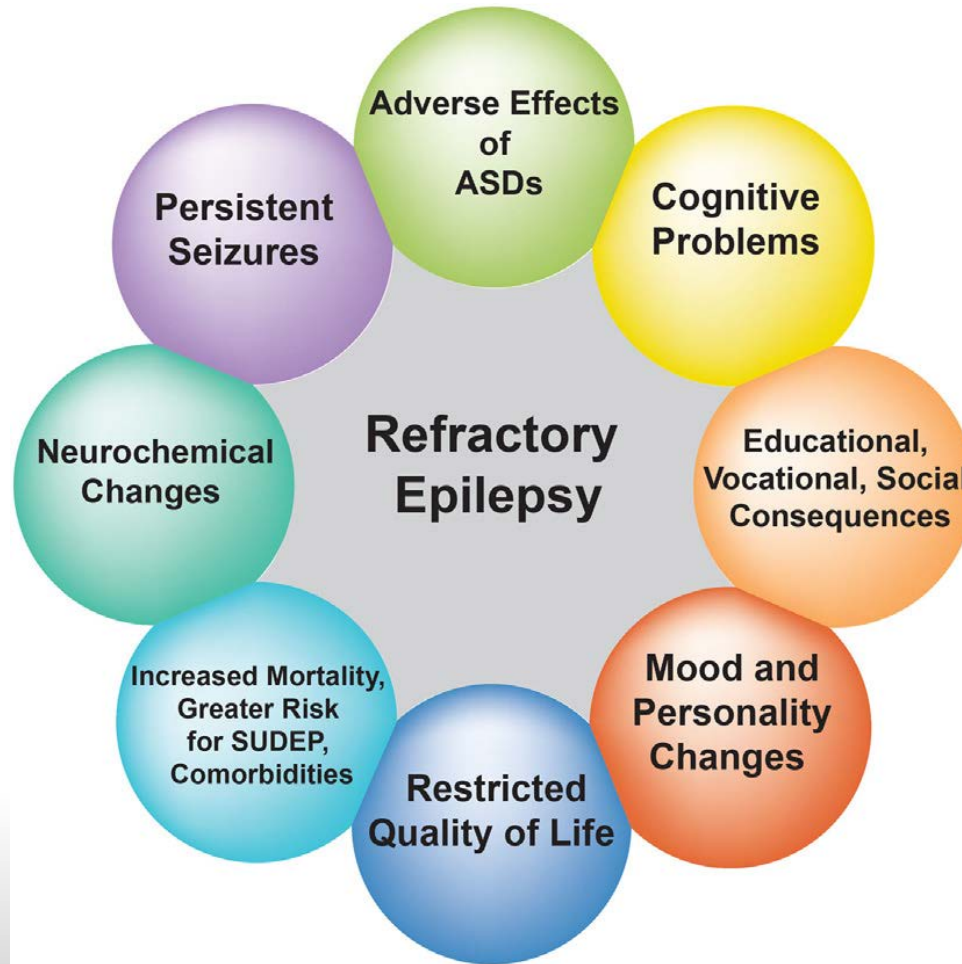 Adverse Effects
of
ASDs
Cognitive
Problems
Educational,
Vocational, Social
Consequences
Mood and
Personality
Changes
Restricted
Quality of Life
Increased Mortality,
Greater Risk
for SUDEP,
Comorbidities
Neurochemical
Changes
Persistent
Seizures
Refractory
Epilepsy